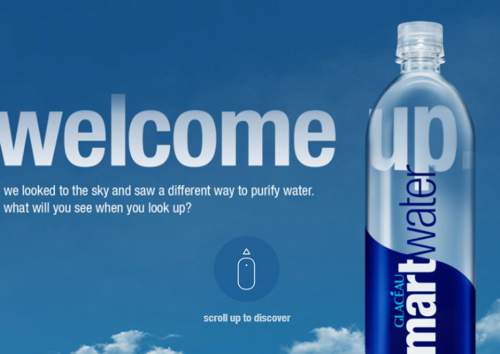 welcome up.
we looked to the sky and saw a different way to purify water.
what will you see when you look up?
scroll up to discover
GLACÉAU
martwater